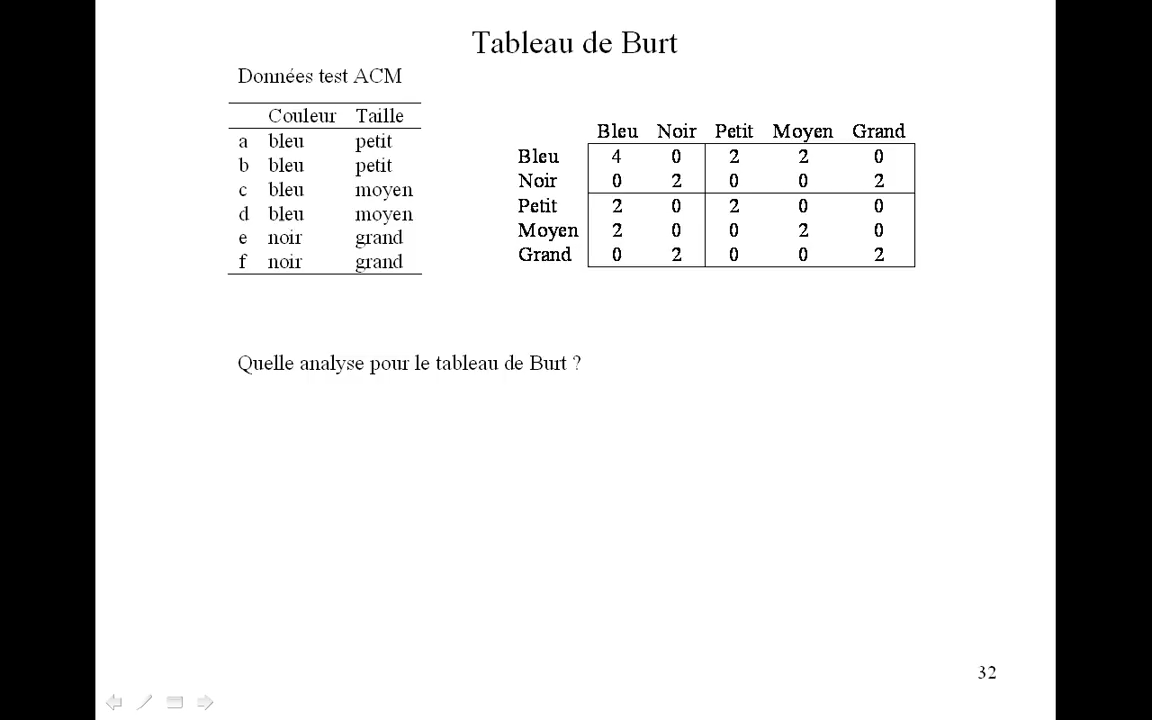 Tableau de Burt
Données test ACM
Couleur Taille
a bleu petit
b bleu petit
c bleu moyen
d bleu moyen
e noir grand
f noir grand
Bleu Noir Petit Moyen Grand
Bleu 4 0 2 2 0
Noir 0 2 0 0 2
Petit 2 0 2 0 0
Moyen 2 0 0 2 0
Grand 0 2 0 0 2
Quelle analyse pour le tableau de Burt ?
32